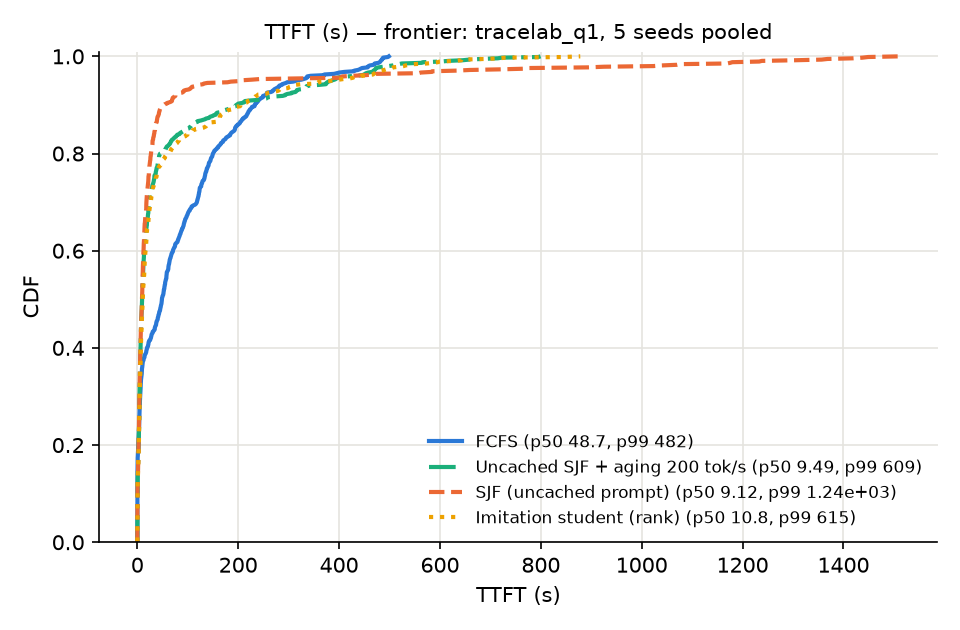 TTFT (s) — frontier: tracelab_q1, 5 seeds pooled
1.0
0.8
0.6
0.4
0.2
0.0
CDF
FCFS (p50 48.7, p99 482)
Uncached SJF + aging 200 tok/s (p50 9.49, p99 609)
SJF (uncached prompt) (p50 9.12, p99 1.24e+03)
Imitation student (rank) (p50 10.8, p99 615)
0 200 400 600 800 1000 1200 1400
TTFT (s)